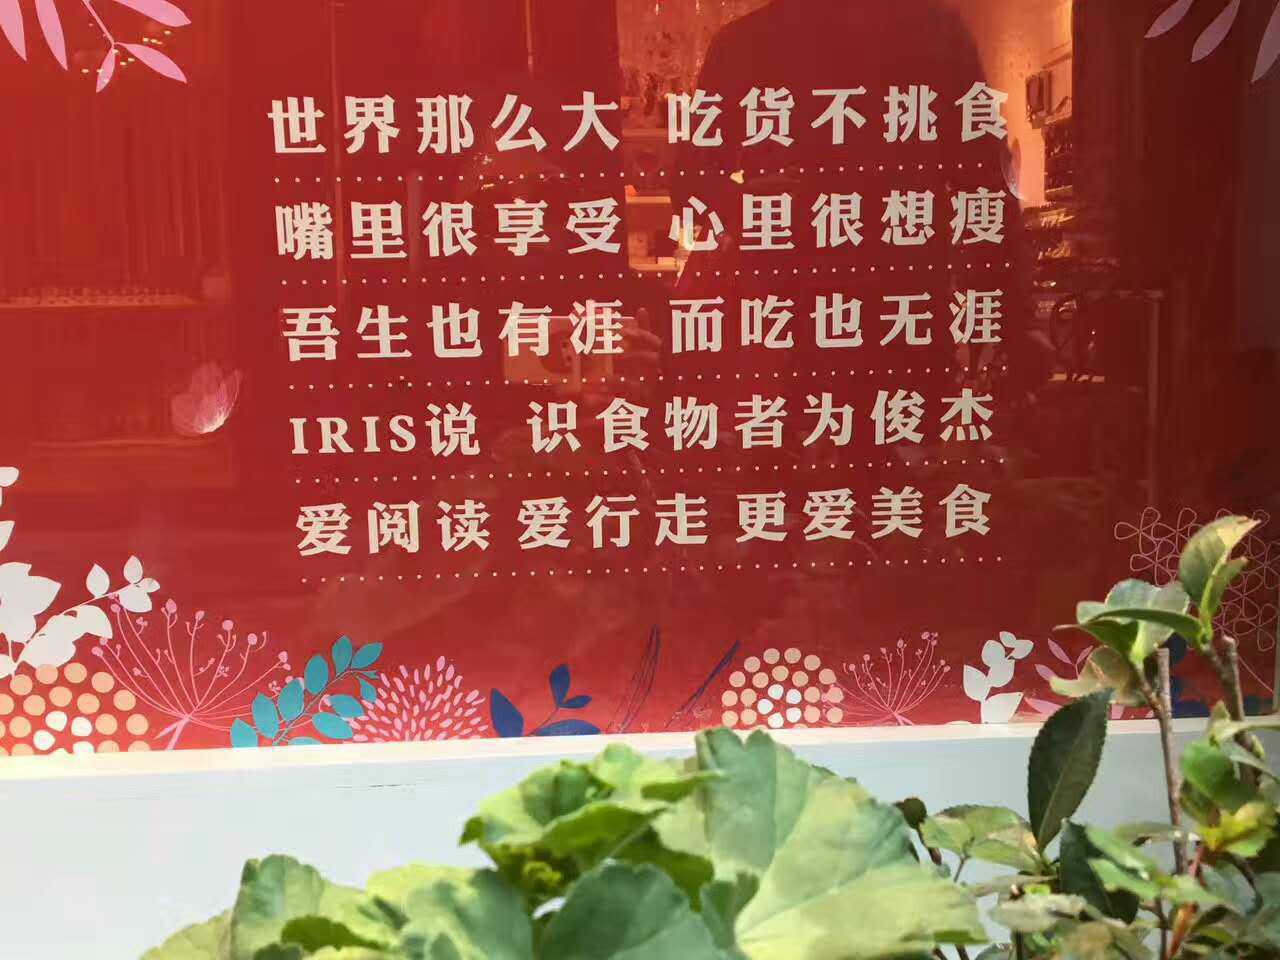 世界那么大 吃货不挑食
嘴里很享受 心里很想瘦
吾生也有涯 而吃也无涯
IRIS说 识食物者为俊杰
爱阅读 爱行走 更爱美食